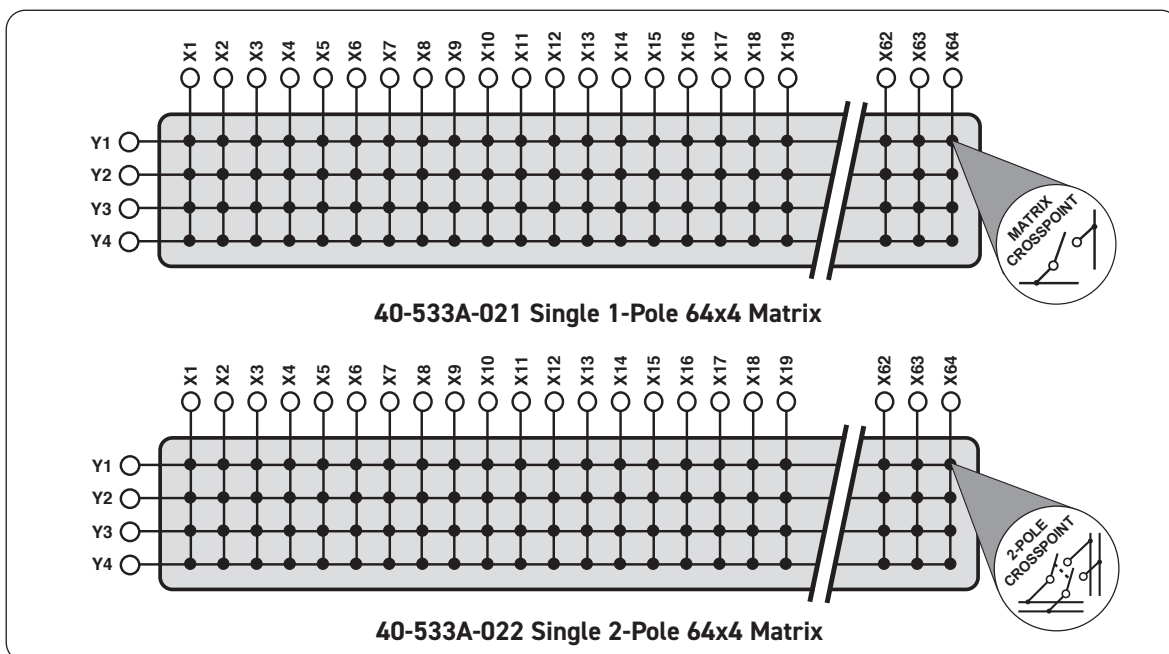 X1 X2 X3 X4 X5 X6 X7 X8 X9 X10 X11 X12 X13 X14 X15 X16 X17 X18 X19 X62 X63 X64
Y1
Y2
Y3
Y4
MATRIX
CROSSPOINT
40-533A-021 Single 1-Pole 64x4 Matrix
X1 X2 X3 X4 X5 X6 X7 X8 X9 X10 X11 X12 X13 X14 X15 X16 X17 X18 X19 X62 X63 X64
Y1
Y2
Y3
Y4
2-POLE
CROSSPOINT
40-533A-022 Single 2-Pole 64x4 Matrix